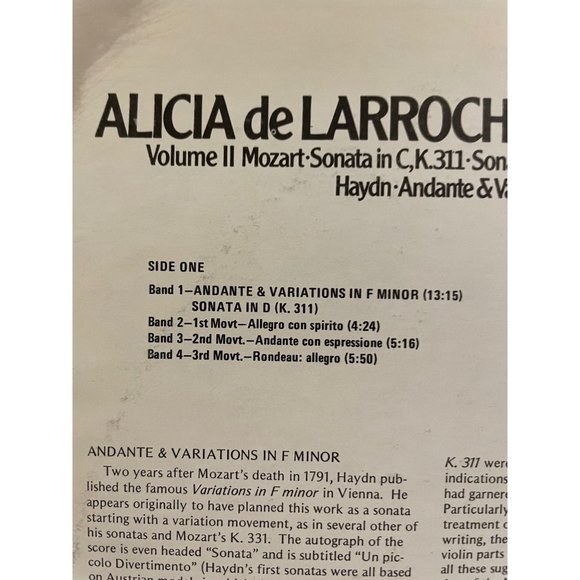 ALICIA de LARROCH
Volume II Mozart·Sonata in C,K.311·Son
Haydn·Andante & Va
SIDE ONE
Band 1—ANDANTE & VARIATIONS IN F MINOR (13:15)
SONATA IN D (K. 311)
Band 2—1st Movt—Allegro con spirito (4:24)
Band 3—2nd Movt.—Andante con espressione (5:16)
Band 4—3rd Movt.—Rondeau: allegro (5:50)
ANDANTE & VARIATIONS IN F MINOR
Two years after Mozart's death in 1791, Haydn pub-
lished the famous Variations in F minor in Vienna. He
appears originally to have planned this work as a sonata
starting with a variation movement, as in several other of
his sonatas and Mozart's K. 331. The autograph of the
score is even headed "Sonata" and is subtitled "Un pic-
colo Divertimento" (Haydn's first sonatas were all based
on Austrian
K. 311 were
indications
had garnere
Particularly
treatment o
writing, the
violin parts
all these sug